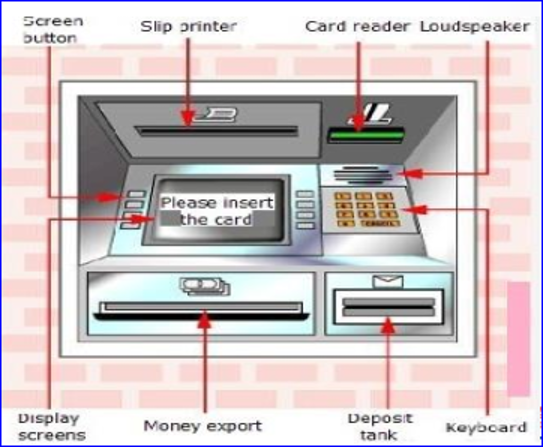 Screen
button
Slip printer
Card reader
Loudspeaker
Please insert
the card
Display
screens
Money export
Deposit
tank
Keyboard